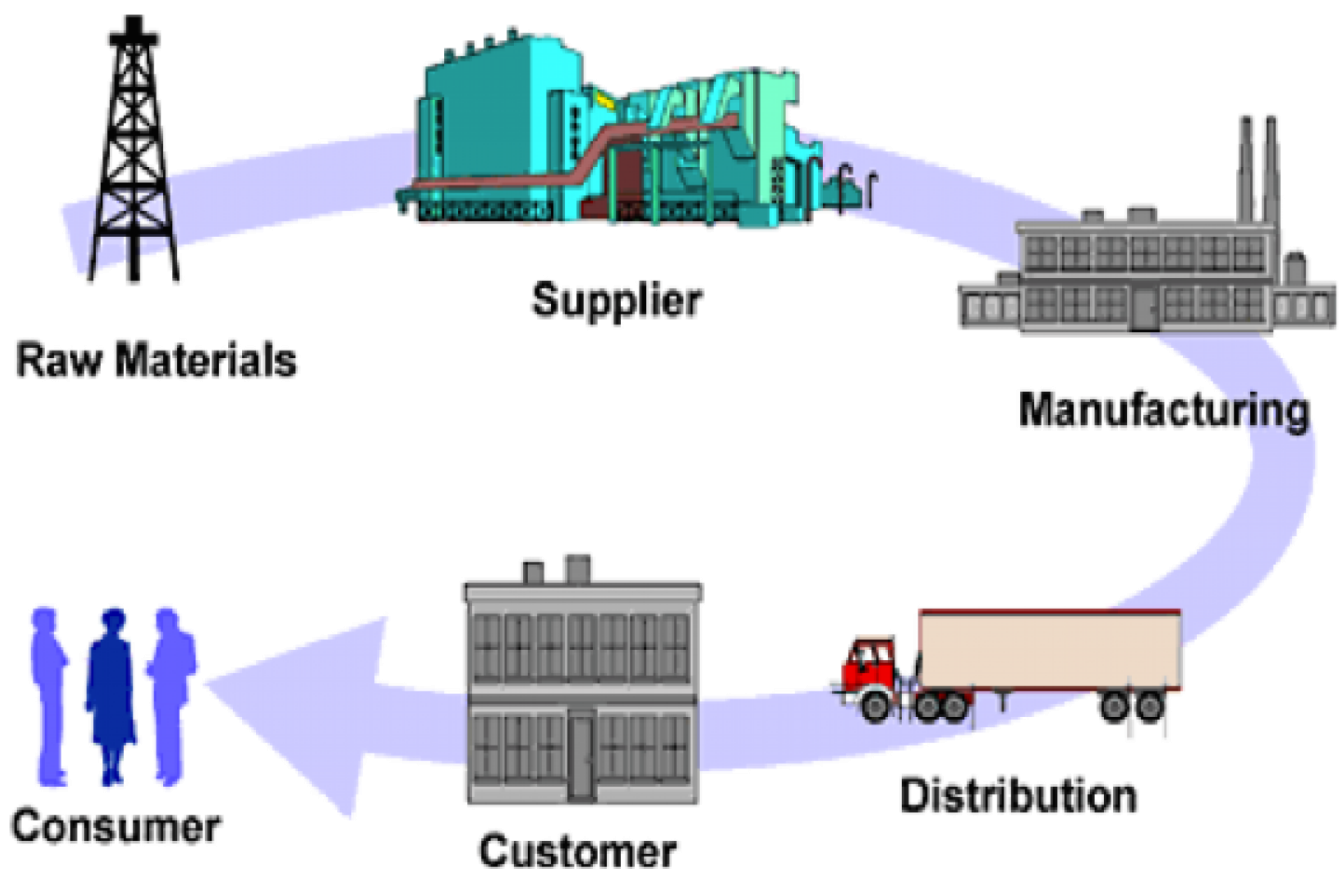 Raw Materials
Supplier
Manufacturing
Distribution
Customer
Consumer